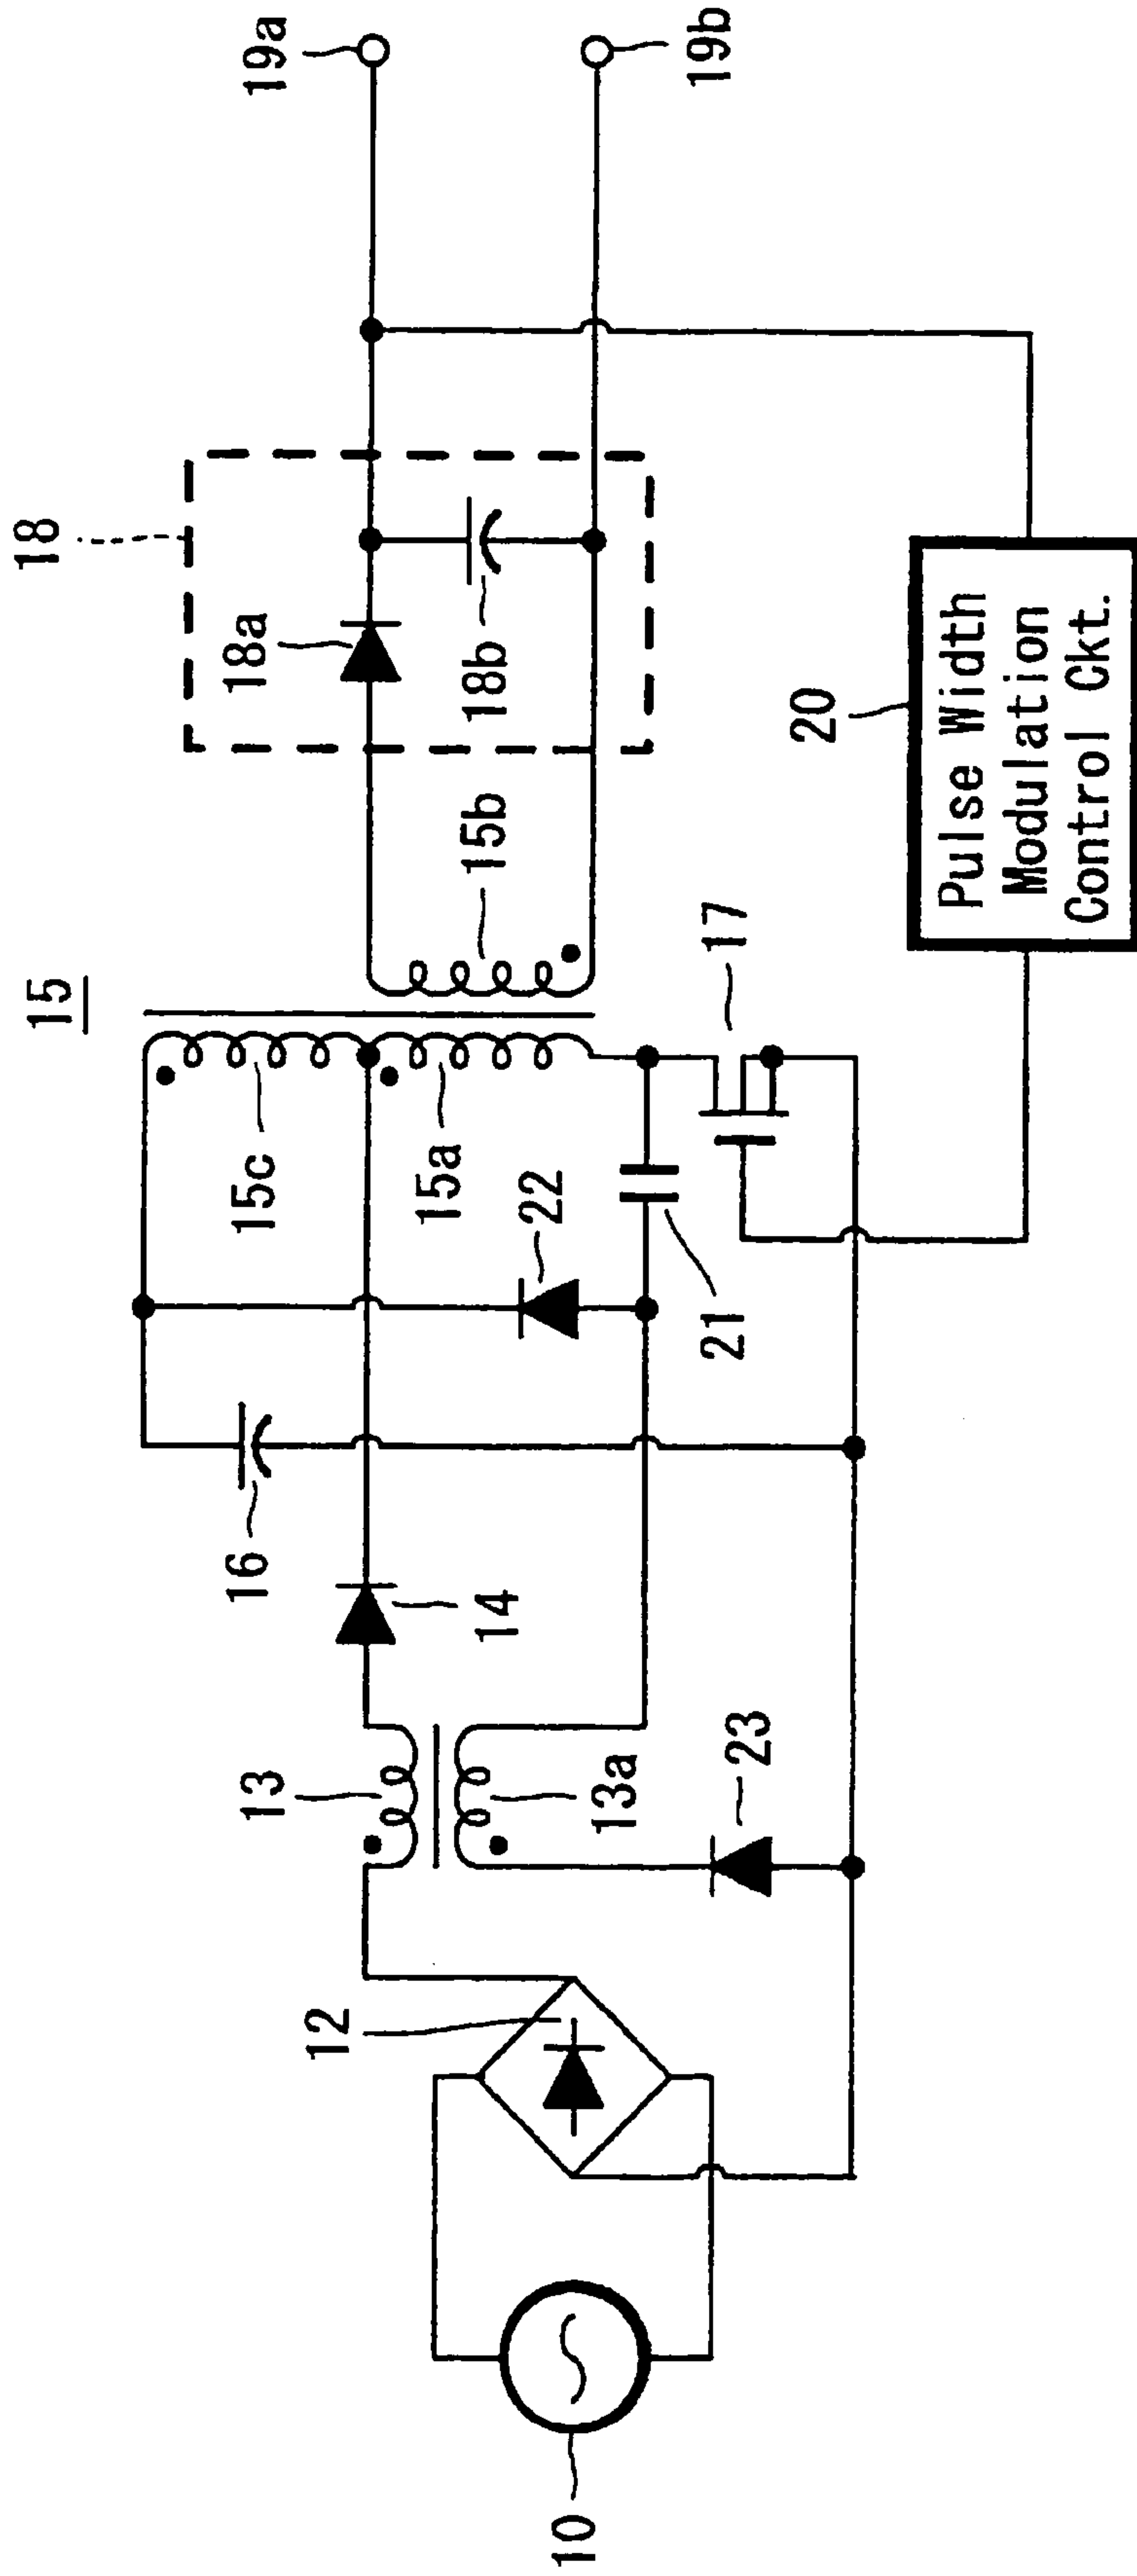 15
18
19a
18a
15c
15b
18b
16
13
14
15a
22
12
13a
21
17
19b
23
20
10
Pulse Width
Modulation
Control Ckt.